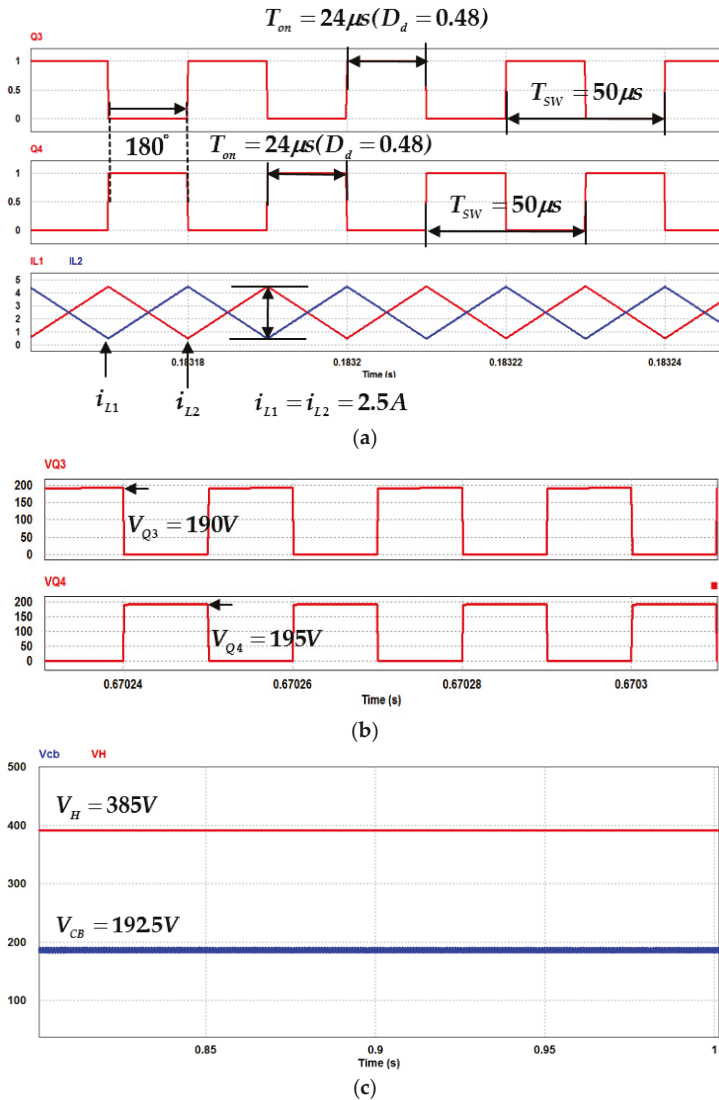 T_on = 24μs(D_d = 0.48)
Q3
1
0.5
0
T_SW = 50μs
180°
T_on = 24μs(D_d = 0.48)
Q4
1
0.5
0
T_SW = 50μs
IL1 IL2
5
4
3
2
1
0
0.18318 0.1832 0.18322 0.18324
Time (s)
i_L1 i_L2 i_L1 = i_L2 = 2.5A
(a)
VQ3
200
150
100
50
0
V_Q3 = 190V
VQ4
200
150
100
50
0
V_Q4 = 195V
0.67024 0.67026 0.67028 0.6703
Time (s)
(b)
Vcb VH
500
400
300
200
100
V_H = 385V
V_CB = 192.5V
0.85 0.9 0.95 1
Time (s)
(c)